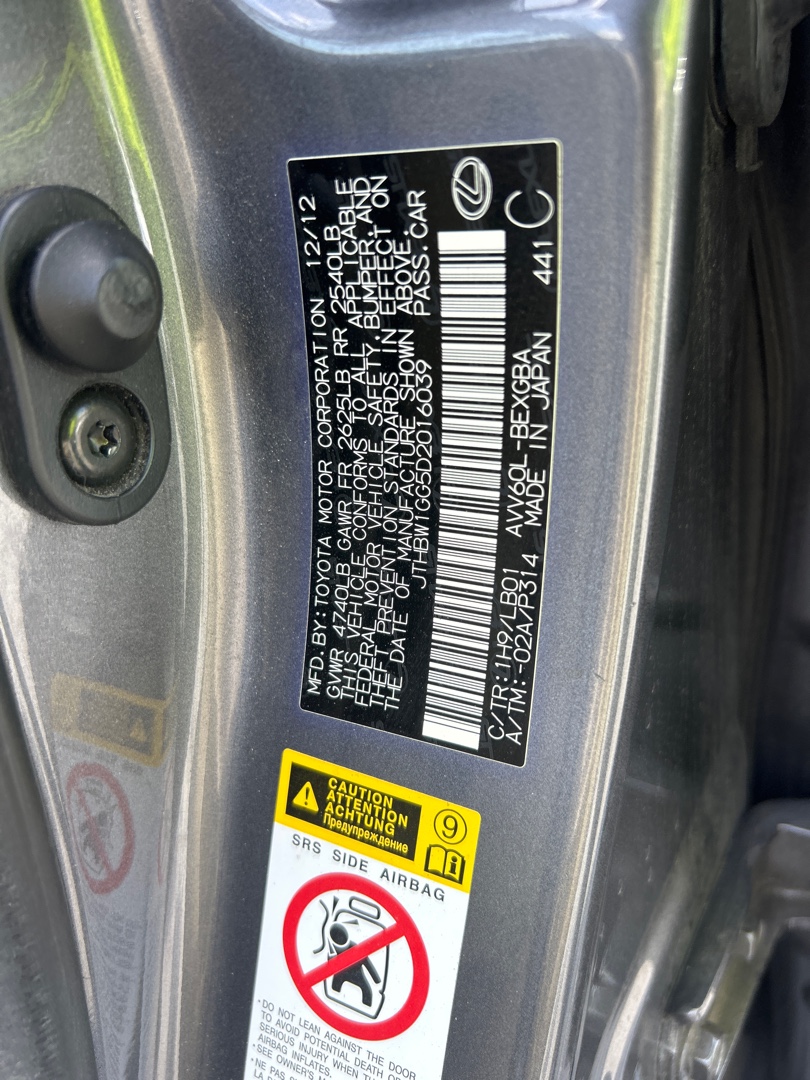 MFD.BY:TOYOTA MOTOR CORPORATION 12/12
GVWR 4740LB GAWR FR 2625LB RR 2540LB
THIS VEHICLE CONFORMS TO ALL APPLICABLE
FEDERAL MOTOR VEHICLE SAFETY,BUMPER,AND
THEFT PREVENTION STANDARDS IN EFFECT ON
THE DATE OF MANUFACTURE SHOWN ABOVE.
JTHBW1GG5D2016039 PASS.CAR
C/TR:1H9/LB01 AVV60L-BEXGBA 441 C
A/TM:-02A/P314 MADE IN JAPAN
CAUTION
ATTENTION
ACHTUNG
Предупреждение
9
SRS SIDE AIRBAG
·DO NOT LEAN AGAINST THE DOOR
TO AVOID POTENTIAL DEATH OR
SERIOUS INJURY WHEN THE
AIRBAG INFLATES.
·SEE OWNER'S
·NE PAS
LA